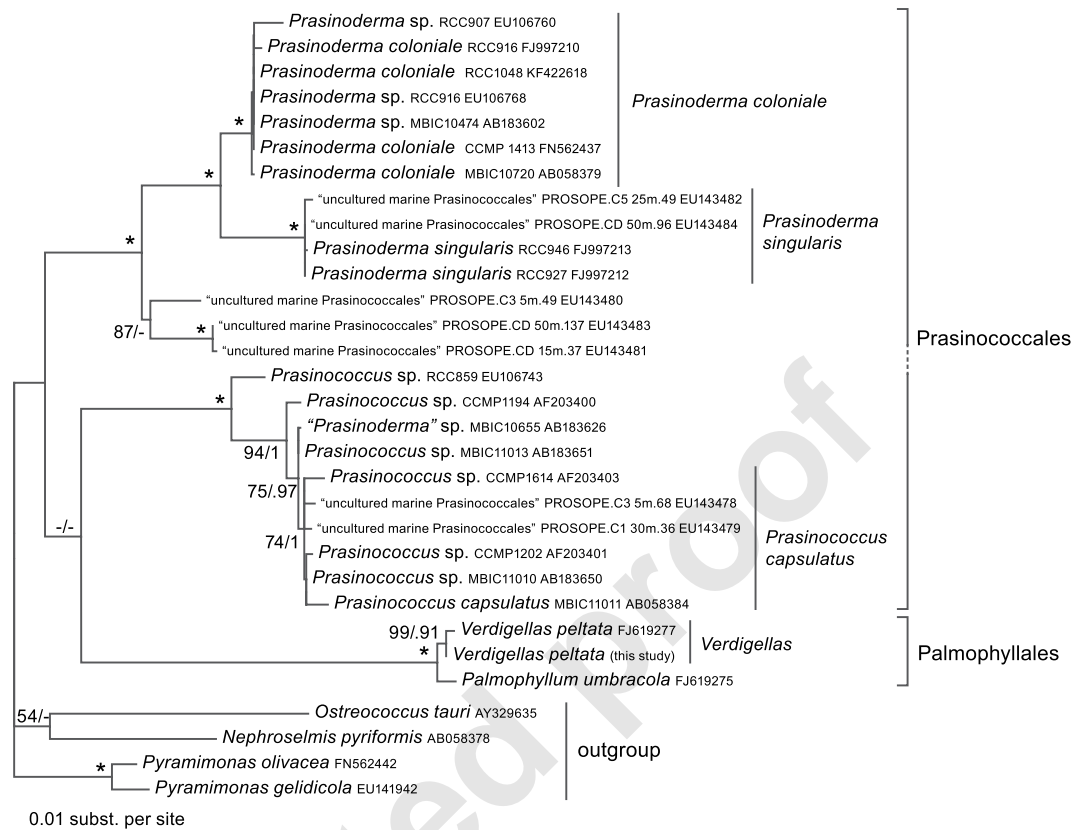 Prasinoderma sp. RCC907 EU106760
Prasinoderma coloniale RCC916 FJ997210
Prasinoderma coloniale RCC1048 KF422618
Prasinoderma sp. RCC916 EU106768
Prasinoderma coloniale
*
Prasinoderma sp. MBIC10474 AB183602
Prasinoderma coloniale CCMP 1413 FN562437
Prasinoderma coloniale MBIC10720 AB058379
*
“uncultured marine Prasinococcales” PROSOPE.C5 25m.49 EU143482
“uncultured marine Prasinococcales” PROSOPE.CD 50m.96 EU143484
Prasinoderma
singularis
*
*
Prasinoderma singularis RCC946 FJ997213
Prasinoderma singularis RCC927 FJ997212
“uncultured marine Prasinococcales” PROSOPE.C3 5m.49 EU143480
87/-
*
“uncultured marine Prasinococcales” PROSOPE.CD 50m.137 EU143483
“uncultured marine Prasinococcales” PROSOPE.CD 15m.37 EU143481
Prasinococcales
Prasinococcus sp. RCC859 EU106743
*
Prasinococcus sp. CCMP1194 AF203400
“Prasinoderma” sp. MBIC10655 AB183626
94/1
Prasinococcus sp. MBIC11013 AB183651
Prasinococcus sp. CCMP1614 AF203403
75/.97
“uncultured marine Prasinococcales” PROSOPE.C3 5m.68 EU143478
-/-
“uncultured marine Prasinococcales” PROSOPE.C1 30m.36 EU143479
74/1
Prasinococcus
capsulatus
Prasinococcus sp. CCMP1202 AF203401
Prasinococcus sp. MBIC11010 AB183650
Prasinococcus capsulatus MBIC11011 AB058384
99/.91
Verdigellas peltata FJ619277
*
Verdigellas peltata (this study)
Verdigellas
Palmophyllales
Palmophyllum umbracola FJ619275
54/-
Ostreococcus tauri AY329635
Nephroselmis pyriformis AB058378
outgroup
*
Pyramimonas olivacea FN562442
Pyramimonas gelidicola EU141942
0.01 subst. per site
ted proof